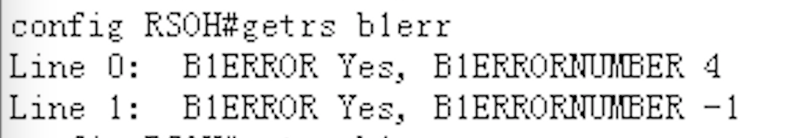 config RSOH#getrs b1err
Line 0:  B1ERROR Yes, B1ERRORNUMBER 4
Line 1:  B1ERROR Yes, B1ERRORNUMBER -1